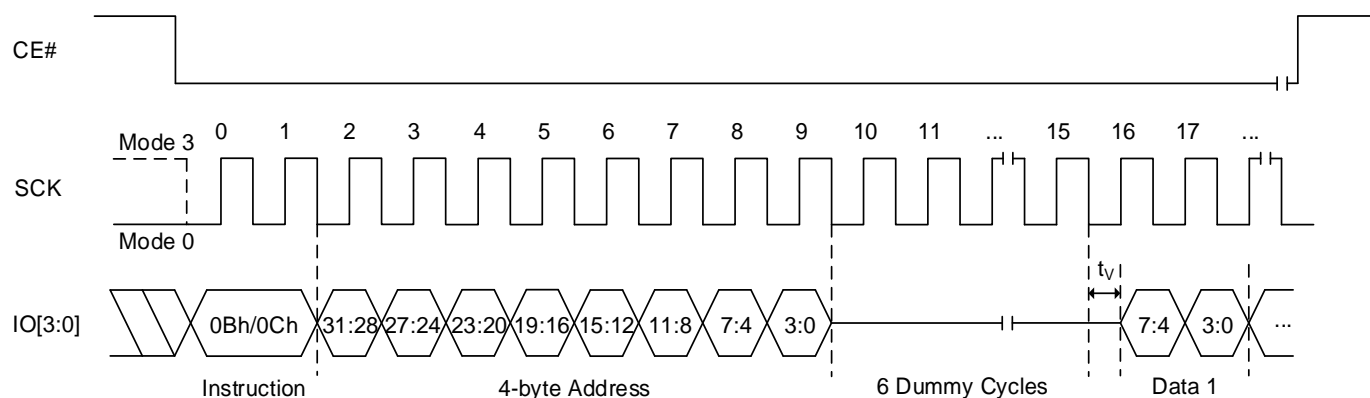 CE#
0 1 2 3 4 5 6 7 8 9 10 11 ... 15 16 17 ...
Mode 3
SCK
Mode 0
tV
IO[3:0] 0Bh/0Ch 31:28 27:24 23:20 19:16 15:12 11:8 7:4 3:0 7:4 3:0 ...
Instruction 4-byte Address 6 Dummy Cycles Data 1